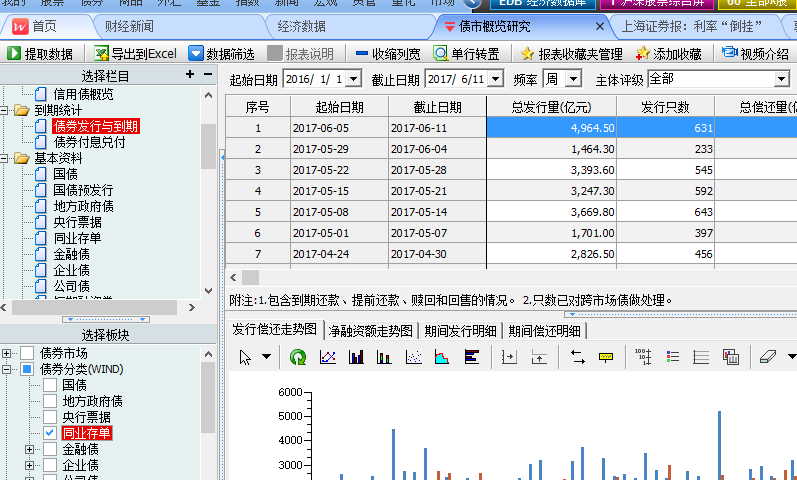 我的 股票 债券 商品 外汇 基金 指数 新闻 宏观 资管 量化 市场 EDB 经济数据库 沪深股票综合屏
首页 财经新闻 经济数据 债市概览研究 × 上海证券报：利率“倒挂”
提取数据 导出到Excel 数据筛选 报表说明 收缩列宽 单行转置 报表收藏夹管理 添加收藏 视频介绍
选择栏目 + −
起始日期 2016/ 1/ 1 截止日期 2017/ 6/11 频率 周 主体评级 全部
信用债概览
到期统计
债券发行与到期
债券付息兑付
基本资料
国债
国债预发行
地方政府债
央行票据
同业存单
金融债
企业债
公司债
序号 起始日期 截止日期 总发行量(亿元) 发行只数 总偿还量(
1 2017-06-05 2017-06-11 4,964.50 631
2 2017-05-29 2017-06-04 1,464.30 233
3 2017-05-22 2017-05-28 3,393.60 545
4 2017-05-15 2017-05-21 3,247.30 592
5 2017-05-08 2017-05-14 3,669.80 643
6 2017-05-01 2017-05-07 1,701.00 397
7 2017-04-24 2017-04-30 2,826.50 456
附注:1.包含到期还款、提前还款、赎回和回售的情况。 2.只数已对跨市场债做处理。
选择板块
债券市场
债券分类(WIND)
国债
地方政府债
央行票据
同业存单
金融债
企业债
发行偿还走势图 净融资额走势图 期间发行明细 期间偿还明细
6000
5000
4000
3000